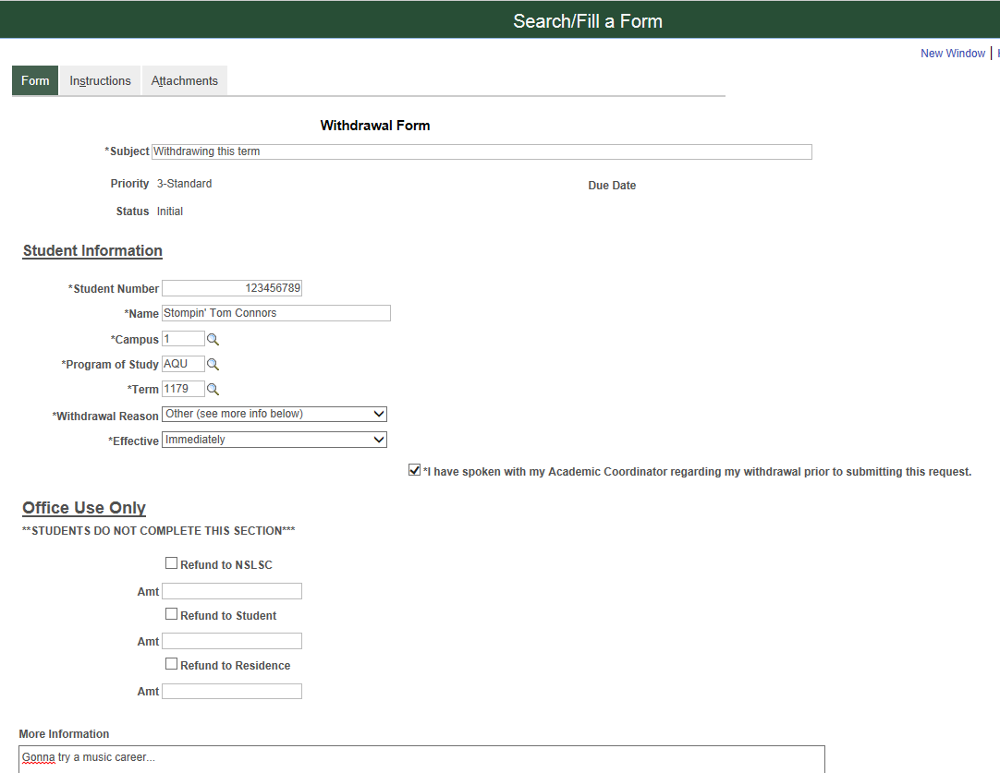 Search/Fill a Form
New Window
Form Instructions Attachments
Withdrawal Form
*Subject Withdrawing this term
Priority 3-Standard Due Date
Status Initial
Student Information
*Student Number 123456789
*Name Stompin' Tom Connors
*Campus 1
*Program of Study AQU
*Term 1179
*Withdrawal Reason Other (see more info below)
*Effective Immediately
*I have spoken with my Academic Coordinator regarding my withdrawal prior to submitting this request.
Office Use Only
**STUDENTS DO NOT COMPLETE THIS SECTION***
Refund to NSLSC
Amt
Refund to Student
Amt
Refund to Residence
Amt
More Information
Gonna try a music career...